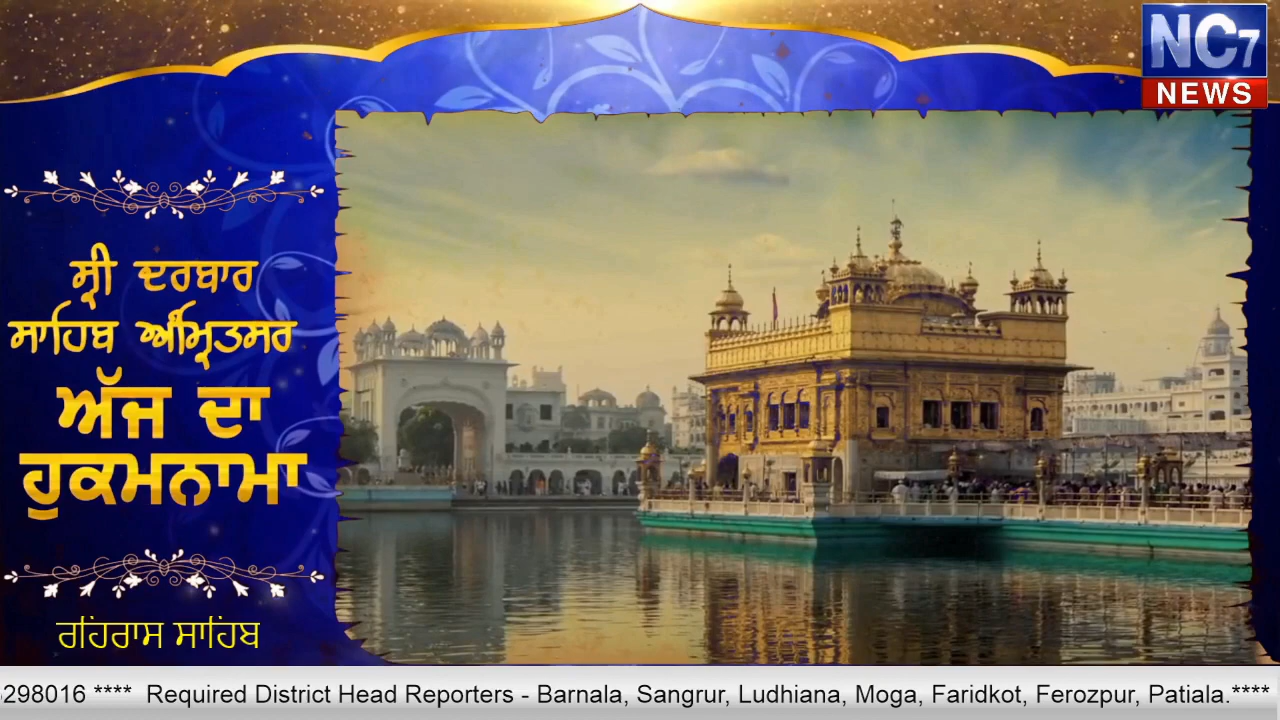 NC7
NEWS
ਸ੍ਰੀ ਦਰਬਾਰ
ਸਾਹਿਬ ਅੰਮ੍ਰਿਤਸਰ
ਅੱਜ ਦਾ
ਹੁਕਮਨਾਮਾ
ਰਹਿਰਾਸ ਸਾਹਿਬ
298016 **** Required District Head Reporters - Barnala, Sangrur, Ludhiana, Moga, Faridkot, Ferozpur, Patiala.****